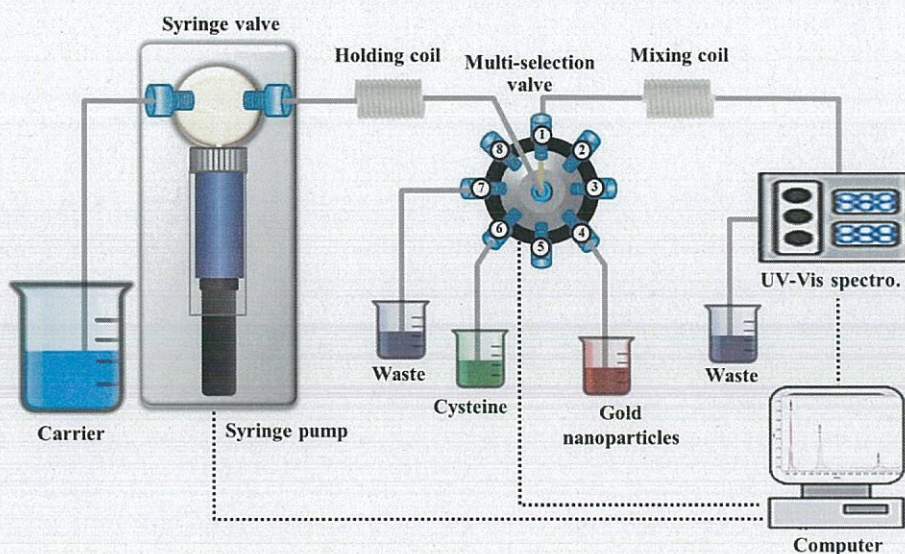 Syringe valve
Holding coil
Multi-selection
valve
Mixing coil
1
2
3
4
5
6
7
8
UV-Vis spectro.
Waste
Cysteine
Gold
nanoparticles
Waste
Carrier
Syringe pump
Computer